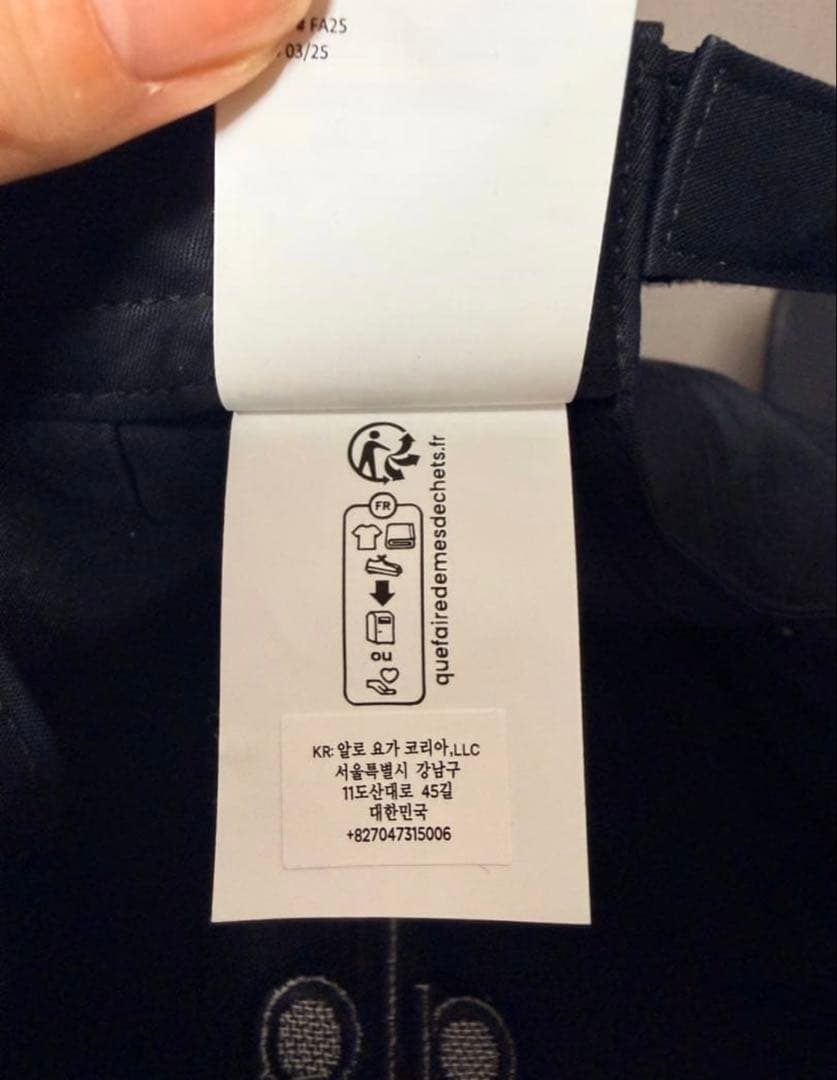 # FA25
03/25
quefairedemesdechets.fr
FR
ou
KR: 알로 요가 코리아,LLC
서울특별시 강남구
11도산대로 45길
대한민국
+827047315006